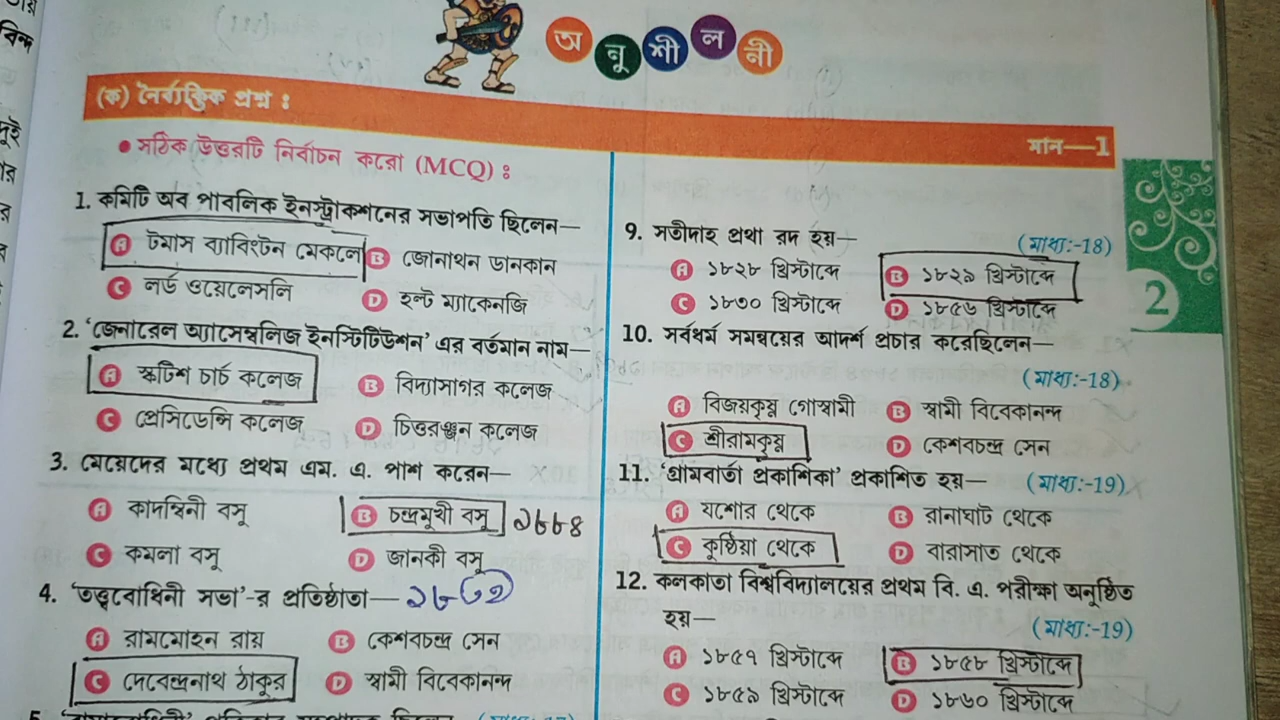 অনুশীলনী
(ক) নৈর্ব্যক্তিক প্রশ্ন ঃ
মান—1
• সঠিক উত্তরটি নির্বাচন করো (MCQ) ঃ
1. কমিটি অব পাবলিক ইনস্ট্রাকশনের সভাপতি ছিলেন—
A টমাস ব্যাবিংটন মেকলে B জোনাথন ডানকান
C লর্ড ওয়েলেসলি D হল্ট ম্যাকেনজি
2. 'জেনারেল অ্যাসেম্বলিজ ইনস্টিটিউশন' এর বর্তমান নাম—
A স্কটিশ চার্চ কলেজ B বিদ্যাসাগর কলেজ
C প্রেসিডেন্সি কলেজ D চিত্তরঞ্জন কলেজ
3. মেয়েদের মধ্যে প্রথম এম. এ. পাশ করেন—
A কাদম্বিনী বসু B চন্দ্রমুখী বসু ১৮৮৪
C কমলা বসু D জানকী বসু
4. 'তত্ত্ববোধিনী সভা'-র প্রতিষ্ঠাতা—
A রামমোহন রায় B কেশবচন্দ্র সেন
C দেবেন্দ্রনাথ ঠাকুর D স্বামী বিবেকানন্দ
9. সতীদাহ প্রথা রদ হয়— (মাধ্য:-18)
A ১৮২৮ খ্রিস্টাব্দে B ১৮২৯ খ্রিস্টাব্দে
C ১৮৩০ খ্রিস্টাব্দে D ১৮৫৬ খ্রিস্টাব্দে
10. সর্বধর্ম সমন্বয়ের আদর্শ প্রচার করেছিলেন—
(মাধ্য:-18)
A বিজয়কৃষ্ণ গোস্বামী B স্বামী বিবেকানন্দ
C শ্রীরামকৃষ্ণ D কেশবচন্দ্র সেন
11. 'গ্রামবার্তা প্রকাশিকা' প্রকাশিত হয়— (মাধ্য:-19)
A যশোর থেকে B রানাঘাট থেকে
C কুষ্ঠিয়া থেকে D বারাসাত থেকে
12. কলকাতা বিশ্ববিদ্যালয়ের প্রথম বি. এ. পরীক্ষা অনুষ্ঠিত
হয়— (মাধ্য:-19)
A ১৮৫৭ খ্রিস্টাব্দে B ১৮৫৮ খ্রিস্টাব্দে
C ১৮৫৯ খ্রিস্টাব্দে D ১৮৬০ খ্রিস্টাব্দে
2